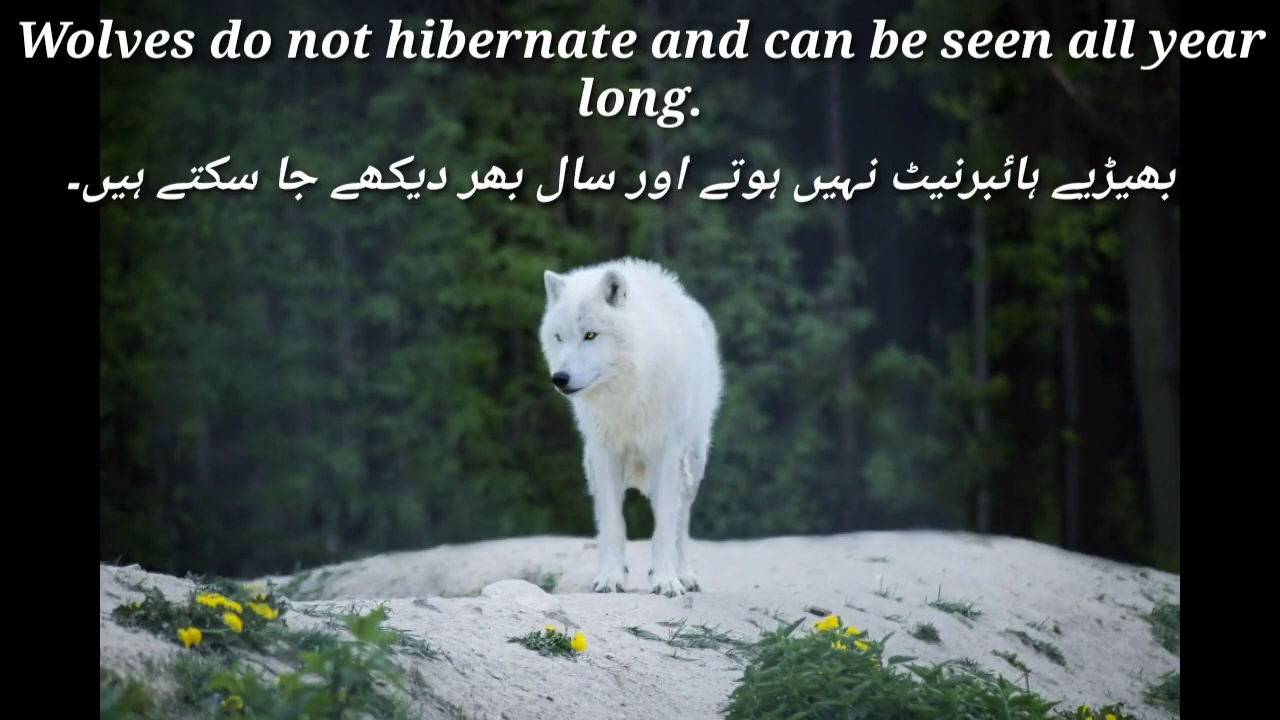 Wolves do not hibernate and can be seen all year
long.
بھیڑیے ہائبرنیٹ نہیں ہوتے اور سال بھر دیکھے جا سکتے ہیں۔